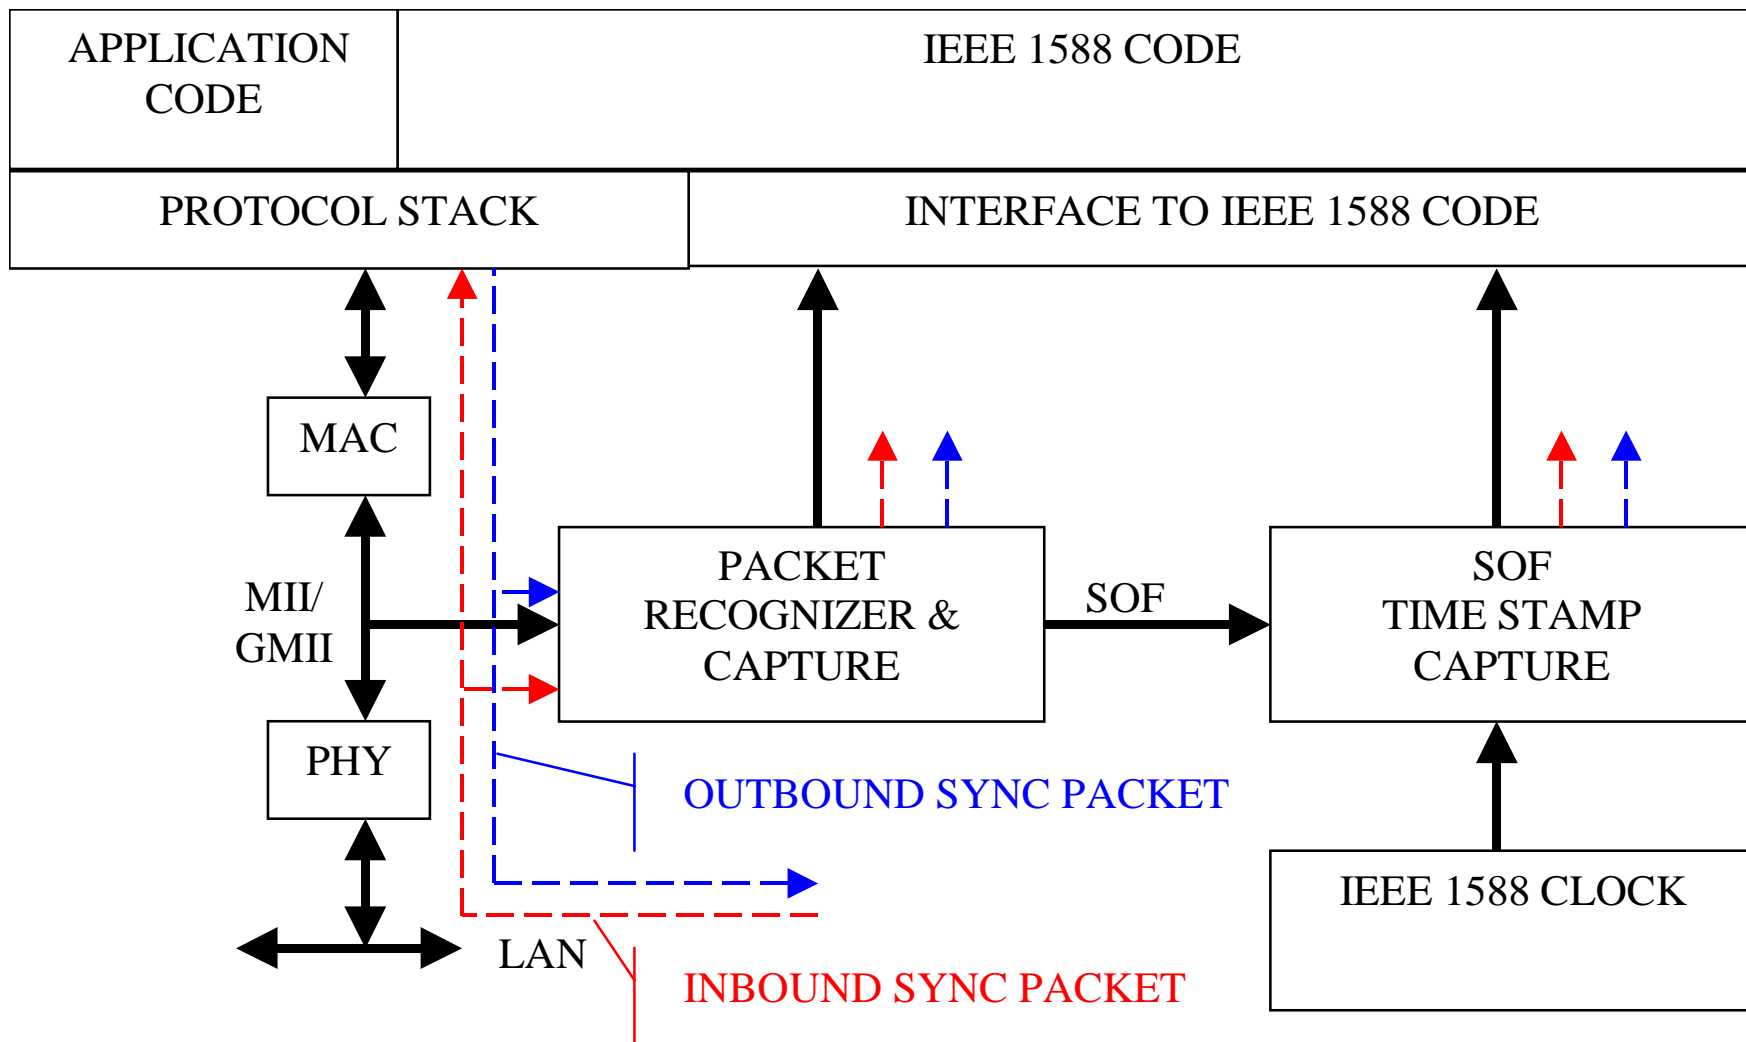 APPLICATION
CODE
IEEE 1588 CODE
PROTOCOL STACK
INTERFACE TO IEEE 1588 CODE
MAC
MII/
GMII
PACKET
RECOGNIZER &
CAPTURE
SOF
SOF
TIME STAMP
CAPTURE
PHY
OUTBOUND SYNC PACKET
IEEE 1588 CLOCK
LAN
INBOUND SYNC PACKET